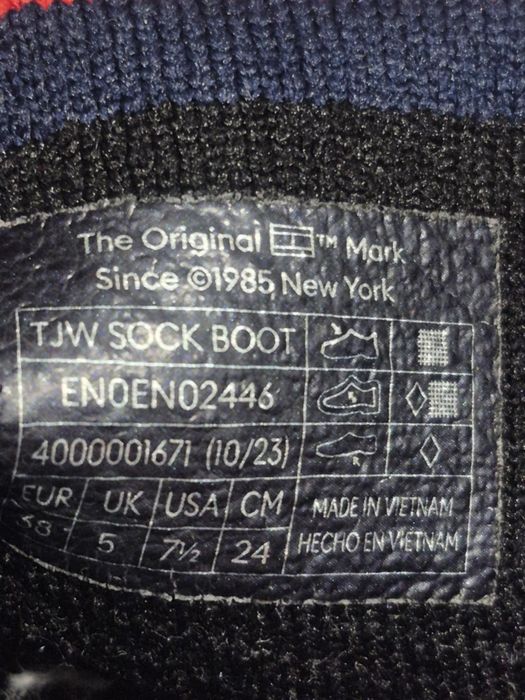 The Original ™ Mark
Since ©1985, New York
TJW SOCK BOOT
EN0EN02446
4000001671 (10/23)
EUR UK USA CM
5 7½ 24
MADE IN VIETNAM
HECHO EN VIETNAM